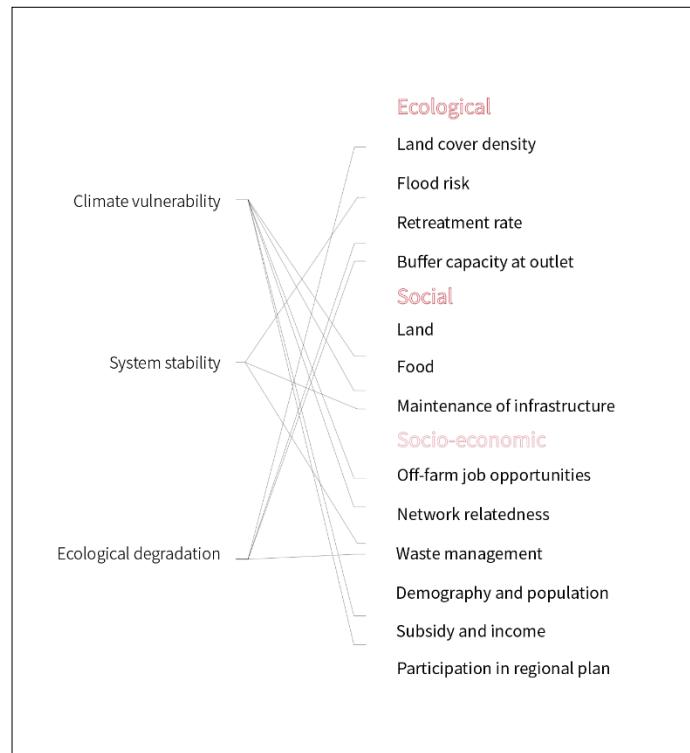 Ecological
Land cover density
Flood risk
Climate vulnerability
Retreatment rate
Buffer capacity at outlet
Social
Land
System stability
Food
Maintenance of infrastructure
Socio-economic
Off-farm job opportunities
Network relatedness
Ecological degradation
Waste management
Demography and population
Subsidy and income
Participation in regional plan